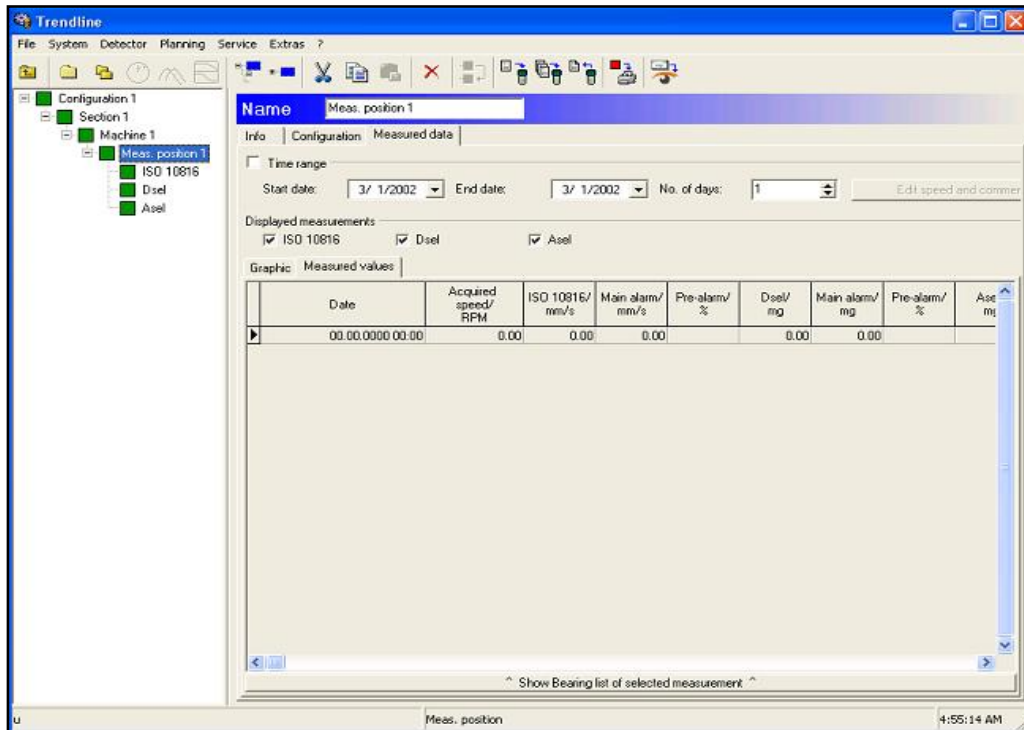 Trendline
File System Detector Planning Service Extras ?
Configuration 1
Section 1
Machine 1
Meas. position 1
ISO 10816
Dsel
Asel
Name Meas. position 1
Info Configuration Measured data
Time range
Start date: 3/ 1/2002 End date: 3/ 1/2002 No. of days: 1 Edit speed and commer
Displayed measurements
ISO 10816 Dsel Asel
Graphic Measured values
Date Acquired speed/ RPM ISO 10816/ mm/s Main alarm/ mm/s Pre-alarm/ % Dsel/ mg Main alarm/ mg Pre-alarm/ % Ase mg
00.00.0000 00:00 0.00 0.00 0.00 0.00 0.00
^ Show Bearing list of selected measurement ^
u Meas. position 4:55:14 AM